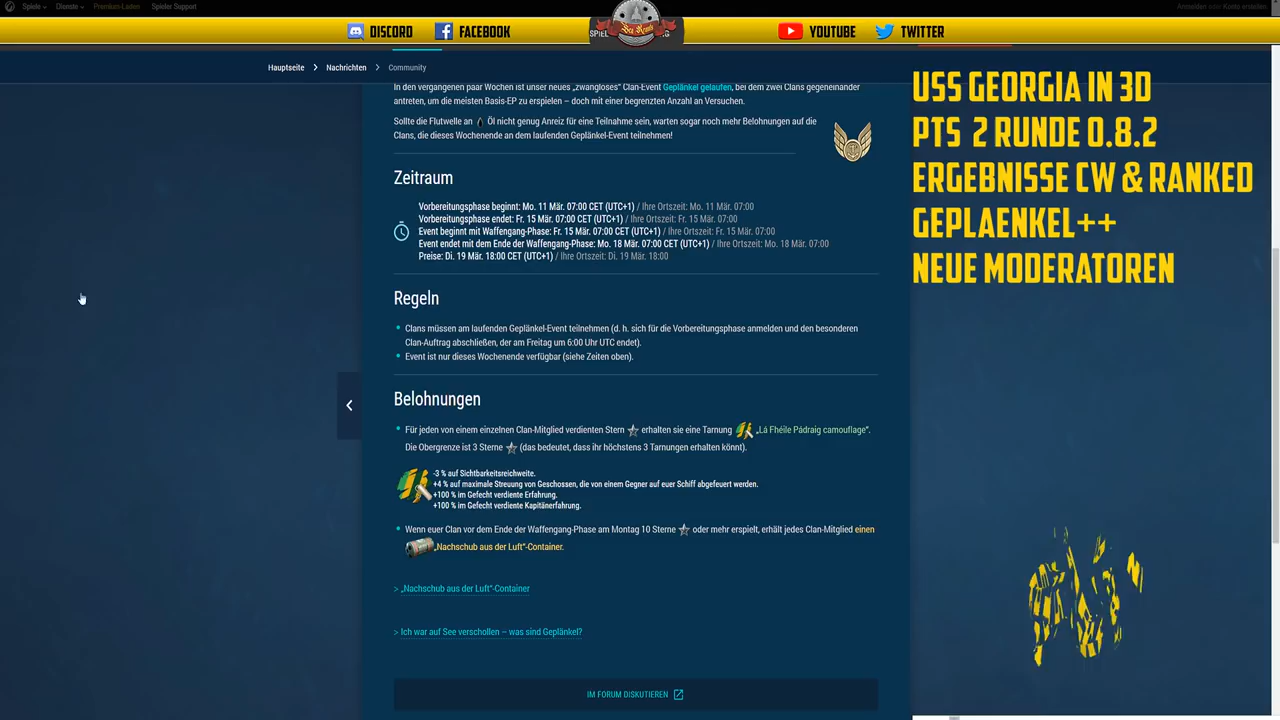 Spiele
Dienste
Premium-Laden
Spieler Support
Anmelden oder Konto erstellen
DISCORD
FACEBOOK
YOUTUBE
TWITTER
Hauptseite > Nachrichten > Community
In den vergangenen paar Wochen ist unser neues „zwangloses“ Clan-Event Geplänkel gelaufen, bei dem zwei Clans gegeneinander
antreten, um die meisten Basis-EP zu erspielen – doch mit einer begrenzten Anzahl an Versuchen.
Sollte die Flutwelle an Öl nicht genug Anreiz für eine Teilnahme sein, warten sogar noch mehr Belohnungen auf die
Clans, die dieses Wochenende an dem laufenden Geplänkel-Event teilnehmen!
Zeitraum
Vorbereitungsphase beginnt: Mo. 11 Mär. 07:00 CET (UTC+1) / Ihre Ortszeit: Mo. 11 Mär. 07:00
Vorbereitungsphase endet: Fr. 15 Mär. 07:00 CET (UTC+1) / Ihre Ortszeit: Fr. 15 Mär. 07:00
Event beginnt mit Waffengang-Phase: Fr. 15 Mär. 07:00 CET (UTC+1) / Ihre Ortszeit: Fr. 15 Mär. 07:00
Event endet mit dem Ende der Waffengang-Phase: Mo. 18 Mär. 07:00 CET (UTC+1) / Ihre Ortszeit: Mo. 18 Mär. 07:00
Preise: Di. 19 Mär. 18:00 CET (UTC+1) / Ihre Ortszeit: Di. 19 Mär. 18:00
Regeln
Clans müssen am laufenden Geplänkel-Event teilnehmen (d. h. sich für die Vorbereitungsphase anmelden und den besonderen
Clan-Auftrag abschließen, der am Freitag um 6:00 Uhr UTC endet).
Event ist nur dieses Wochenende verfügbar (siehe Zeiten oben).
Belohnungen
Für jeden von einem einzelnen Clan-Mitglied verdienten Stern erhalten sie eine Tarnung „Lá Fhéile Pádraig camouflage“.
Die Obergrenze ist 3 Sterne (das bedeutet, dass ihr höchstens 3 Tarnungen erhalten könnt).
-3 % auf Sichtbarkeitsreichweite.
+4 % auf maximale Streuung von Geschossen, die von einem Gegner auf euer Schiff abgefeuert werden.
+100 % im Gefecht verdiente Erfahrung.
+100 % im Gefecht verdiente Kapitänerfahrung.
Wenn euer Clan vor dem Ende der Waffengang-Phase am Montag 10 Sterne oder mehr erspielt, erhält jedes Clan-Mitglied einen
„Nachschub aus der Luft“-Container.
> „Nachschub aus der Luft“-Container
> Ich war auf See verschollen – was sind Geplänkel?
IM FORUM DISKUTIEREN
USS GEORGIA IN 3D
PTS 2 RUNDE 0.8.2
ERGEBNISSE CW & RANKED
GEPLAENKEL++
NEUE MODERATOREN